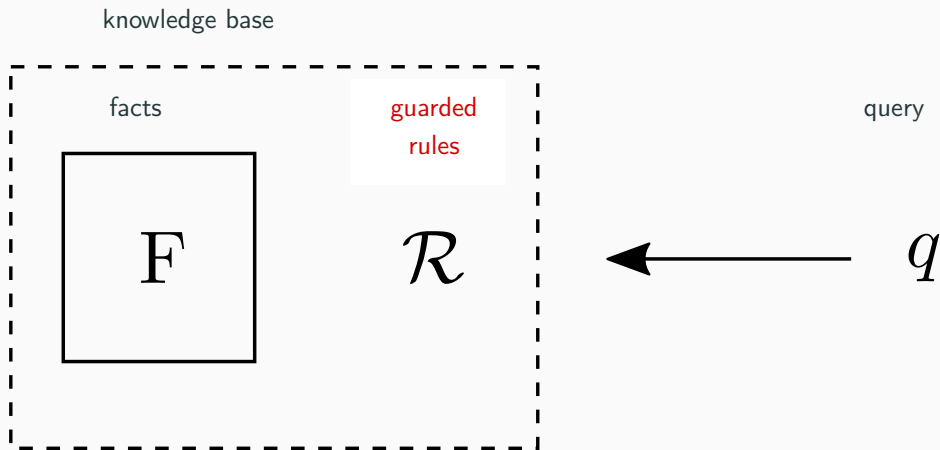 knowledge base
facts
guarded
rules
query
F
ℛ
q